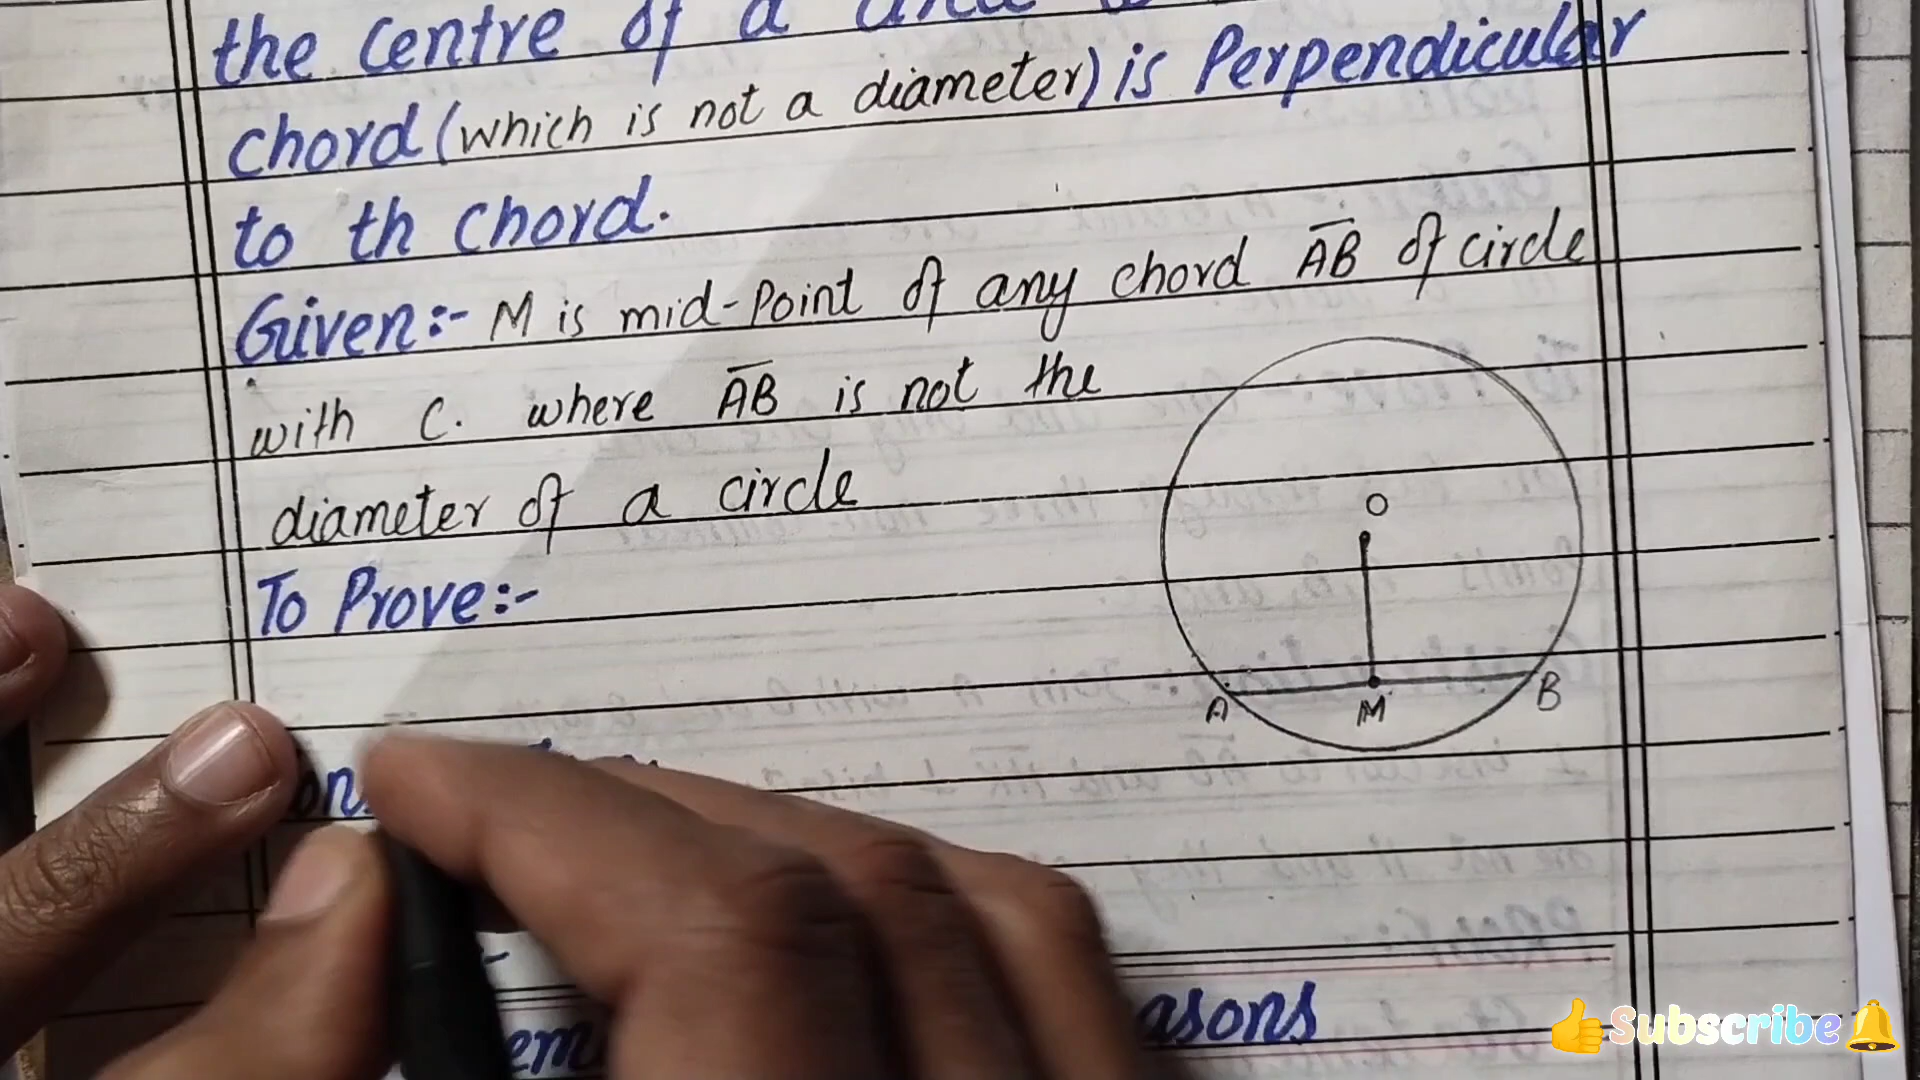 the centre of a
chord (which is not a diameter) is Perpendicular
to th chord.
Given:- M is mid-Point of any chord AB of circle
with C. where AB is not the
diameter of a circle
To Prove:-
O
A M B
Subscribe